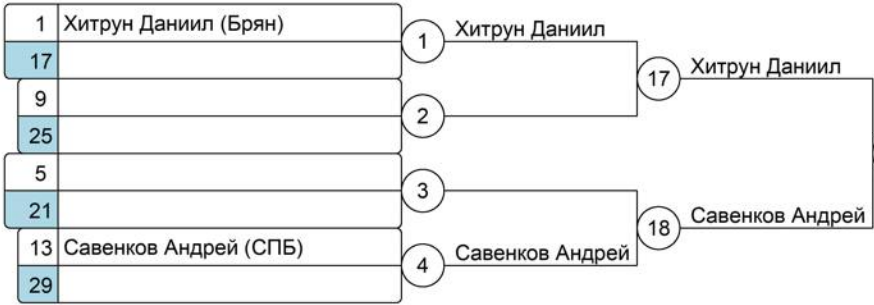 1 Хитрун Даниил (Брян)
17
9
25
5
21
13 Савенков Андрей (СПБ)
29
1 Хитрун Даниил
2
3
4 Савенков Андрей
17 Хитрун Даниил
18 Савенков Андрей